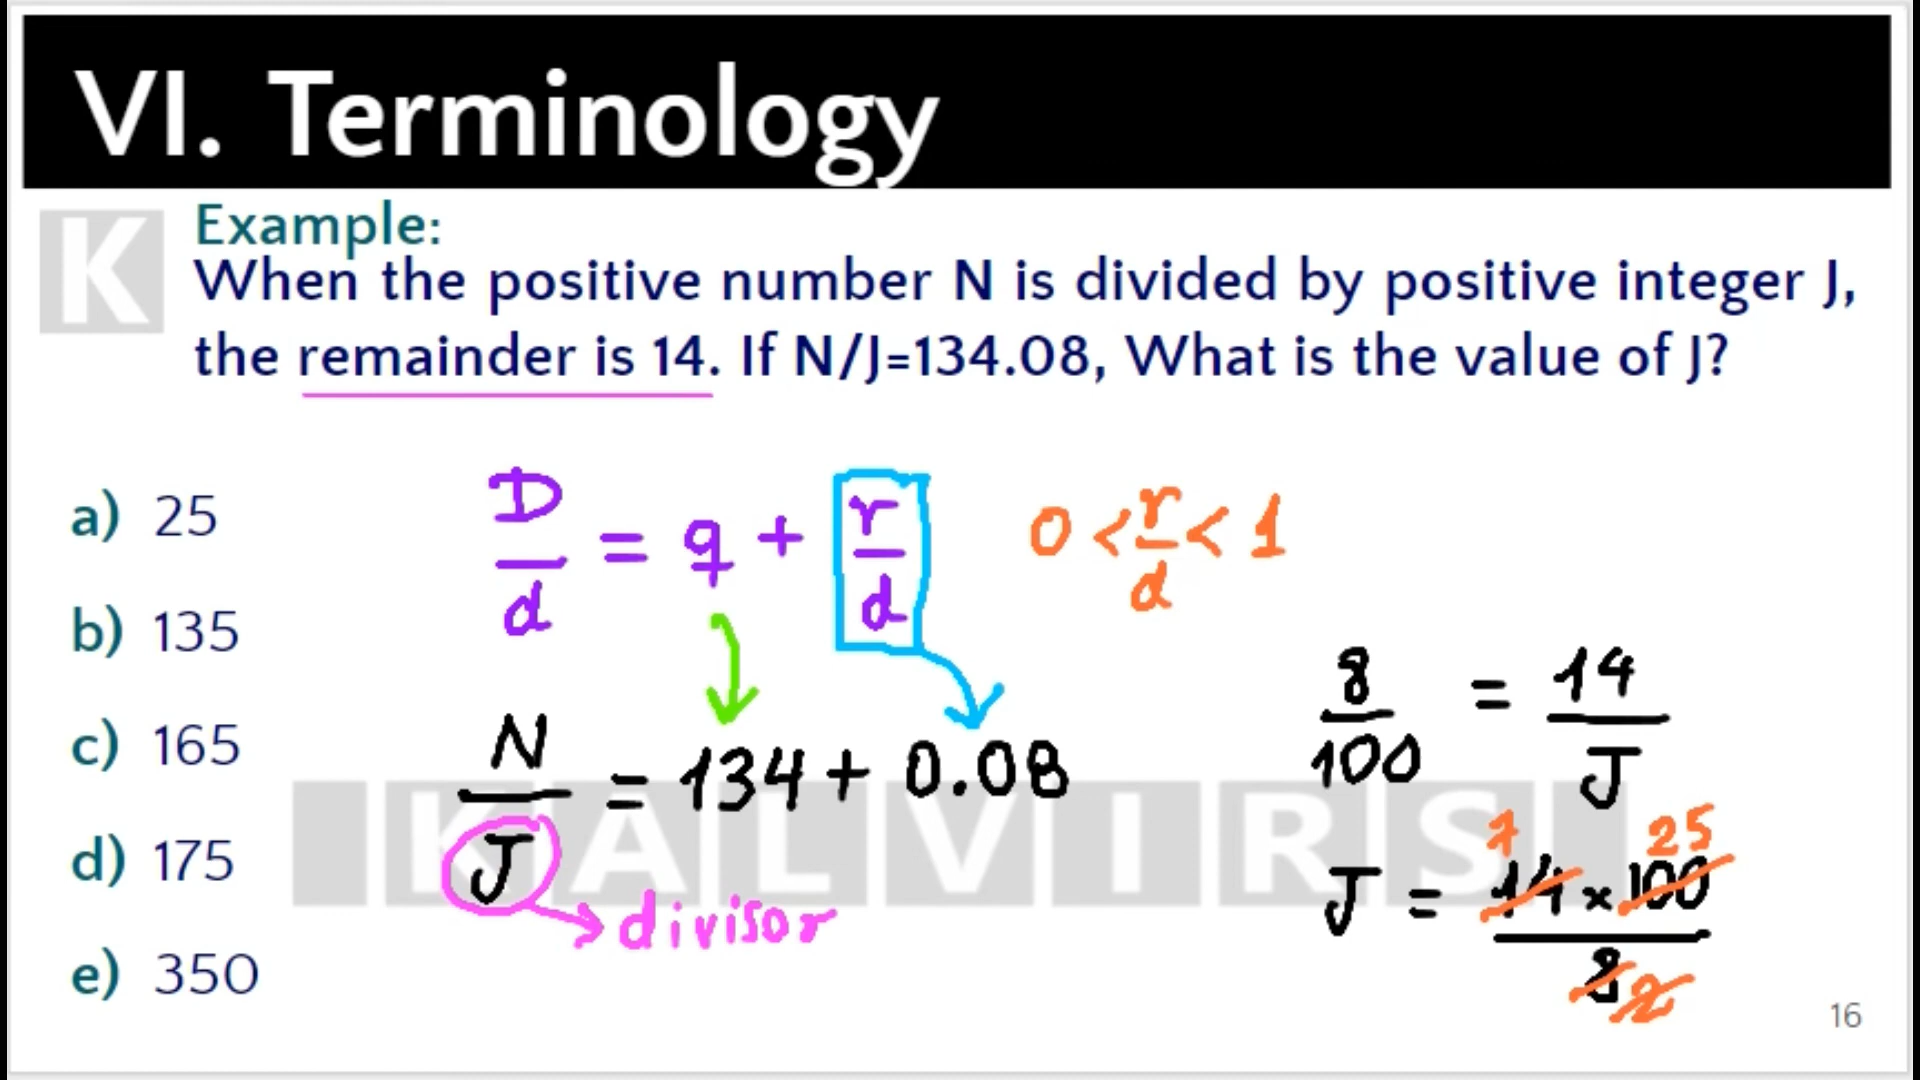 VI. Terminology
K
Example:
When the positive number N is divided by positive integer J,
the remainder is 14. If N/J=134.08, What is the value of J?
a) 25
b) 135
c) 165
d) 175
e) 350
D/d = q + r/d
0 < r/d < 1
N/J = 134 + 0.08
divisor
8/100 = 14/J
J = 14 × 100 / 8
7 25
2
KALVIRS
16